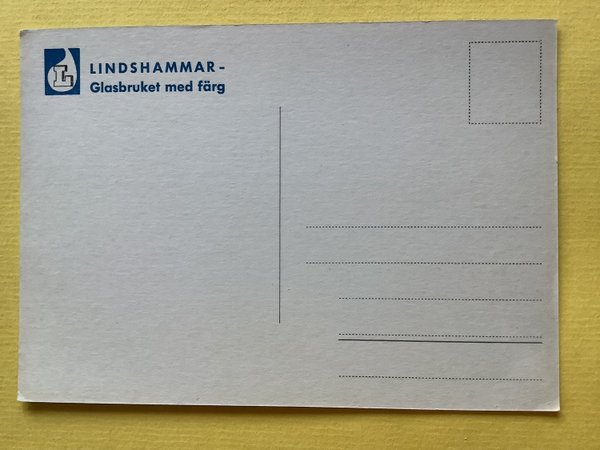 L
LINDSHAMMAR -
Glasbruket med färg